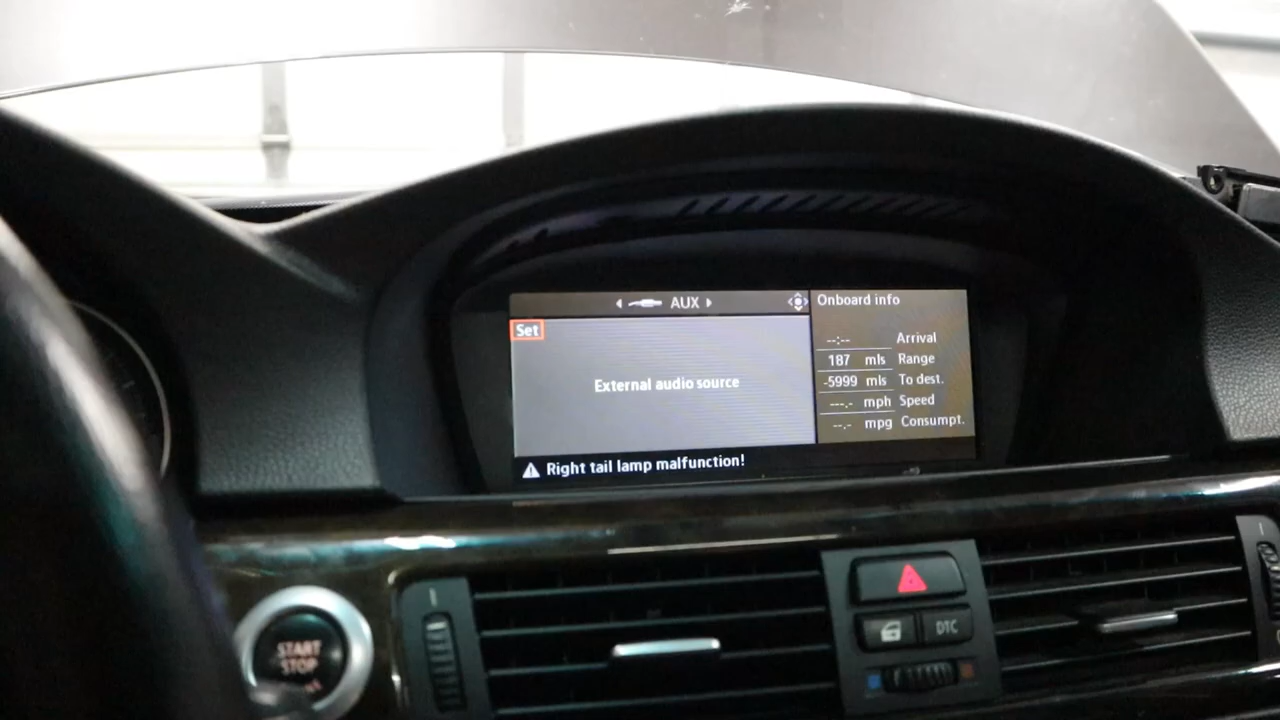 AUX
Set
External audio source
Onboard info
--:-- Arrival
187 mls Range
-5999 mls To dest.
---.- mph Speed
--.- mpg Consumpt.
Right tail lamp malfunction!
START
STOP
DTC